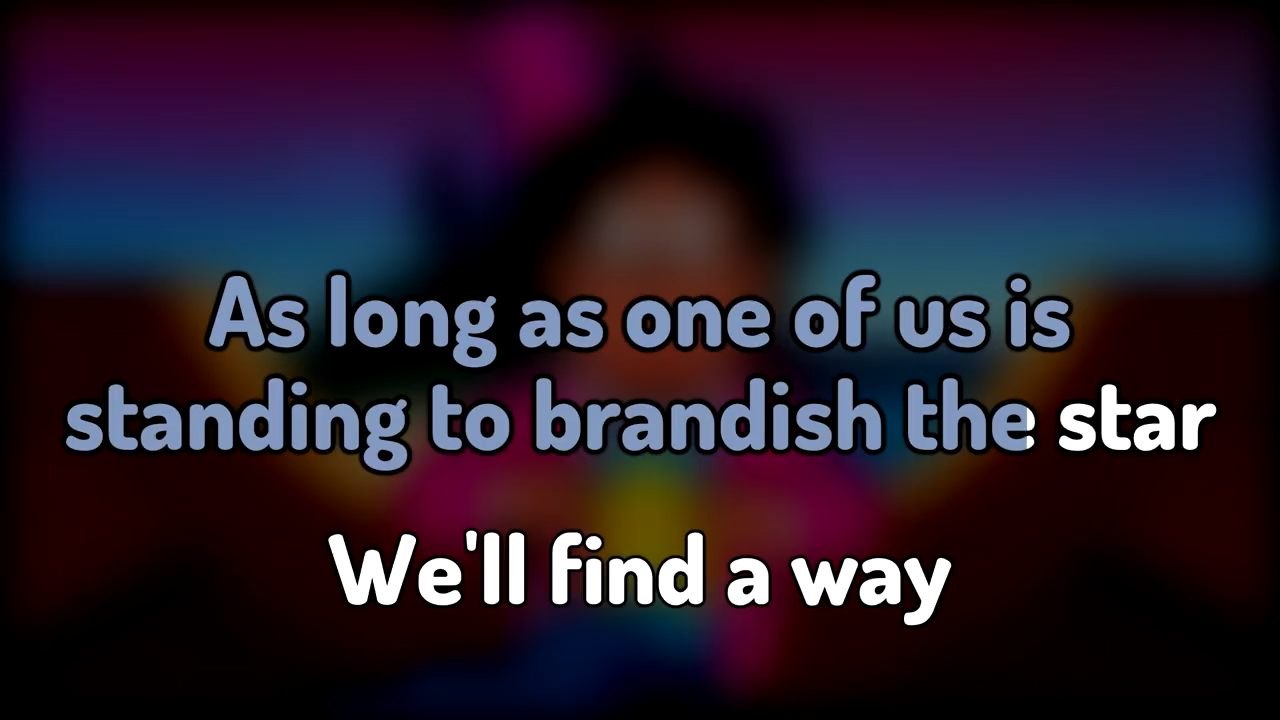 As long as one of us is
standing to brandish the star
We'll find a way